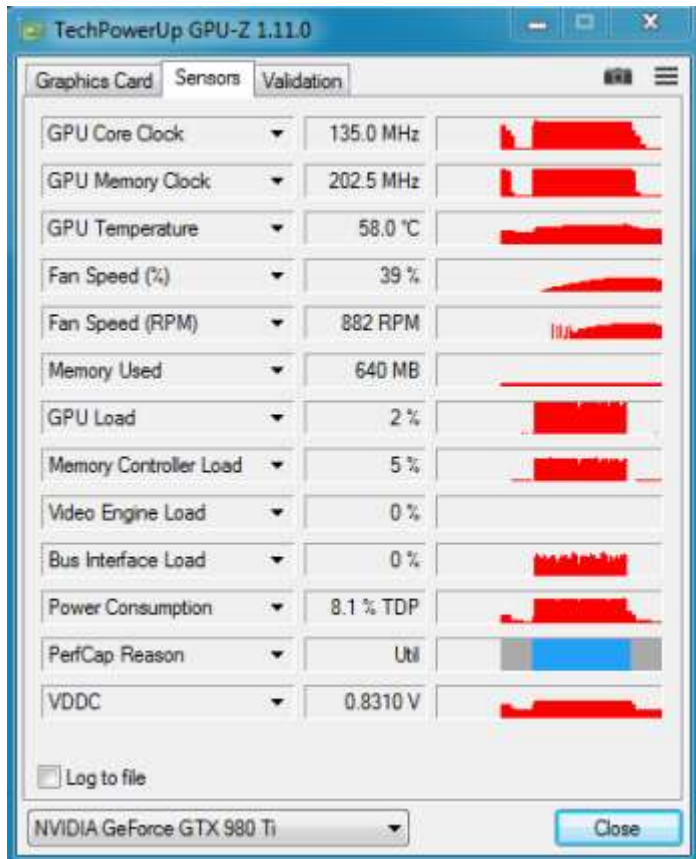 TechPowerUp GPU-Z 1.11.0
Graphics Card Sensors Validation
GPU Core Clock 135.0 MHz
GPU Memory Clock 202.5 MHz
GPU Temperature 58.0 °C
Fan Speed (%) 39 %
Fan Speed (RPM) 882 RPM
Memory Used 640 MB
GPU Load 2 %
Memory Controller Load 5 %
Video Engine Load 0 %
Bus Interface Load 0 %
Power Consumption 8.1 % TDP
PerfCap Reason Util
VDDC 0.8310 V
Log to file
NVIDIA GeForce GTX 980 Ti Close